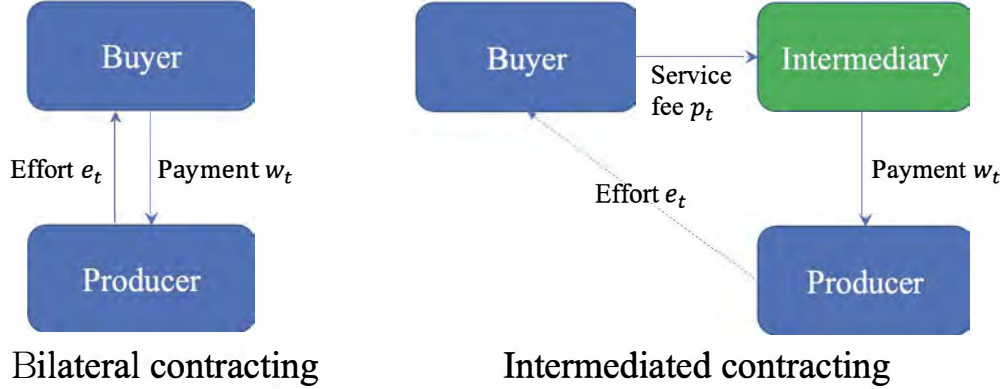 Buyer
Effort e_t
Payment w_t
Producer
Bilateral contracting
Buyer
Service
fee p_t
Intermediary
Effort e_t
Payment w_t
Producer
Intermediated contracting